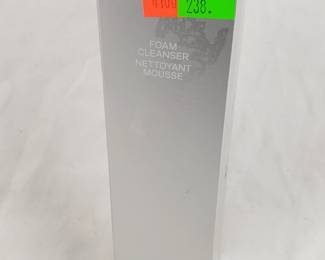 238.
FOAM
CLEANSER
NETTOYANT
MOUSSE